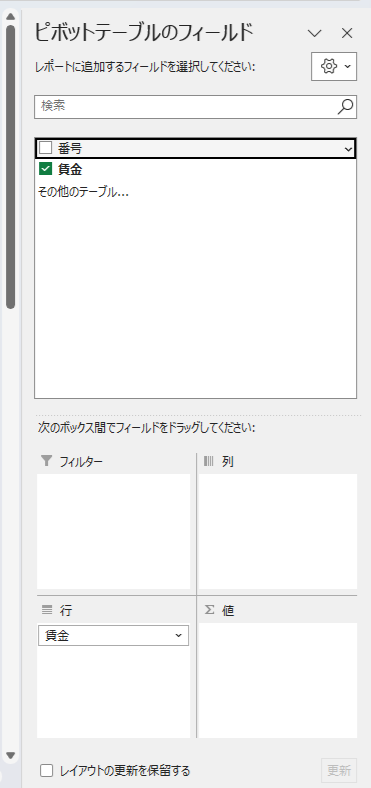 ピボットテーブルのフィールド
レポートに追加するフィールドを選択してください:
検索
番号
賃金
その他のテーブル...
次のボックス間でフィールドをドラッグしてください:
フィルター
列
行
Σ 値
賃金
レイアウトの更新を保留する
更新